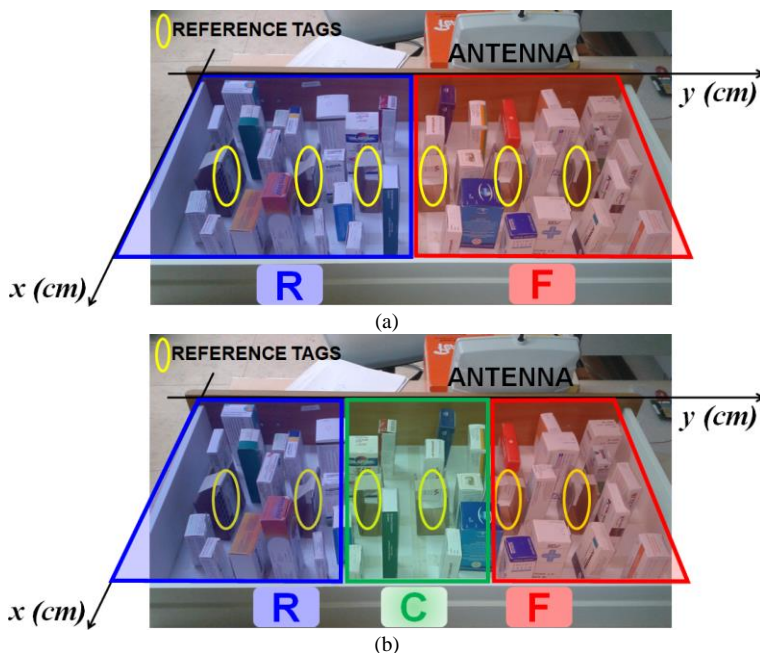 REFERENCE TAGS
ANTENNA
y (cm)
x (cm)
R
F
(a)
REFERENCE TAGS
ANTENNA
y (cm)
x (cm)
R
C
F
(b)